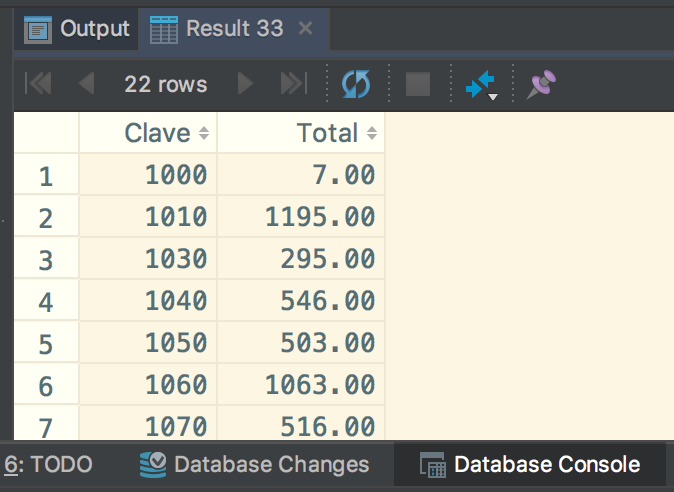 Output Result 33
22 rows
Clave Total
1 1000 7.00
2 1010 1195.00
3 1030 295.00
4 1040 546.00
5 1050 503.00
6 1060 1063.00
7 1070 516.00
6: TODO Database Changes Database Console